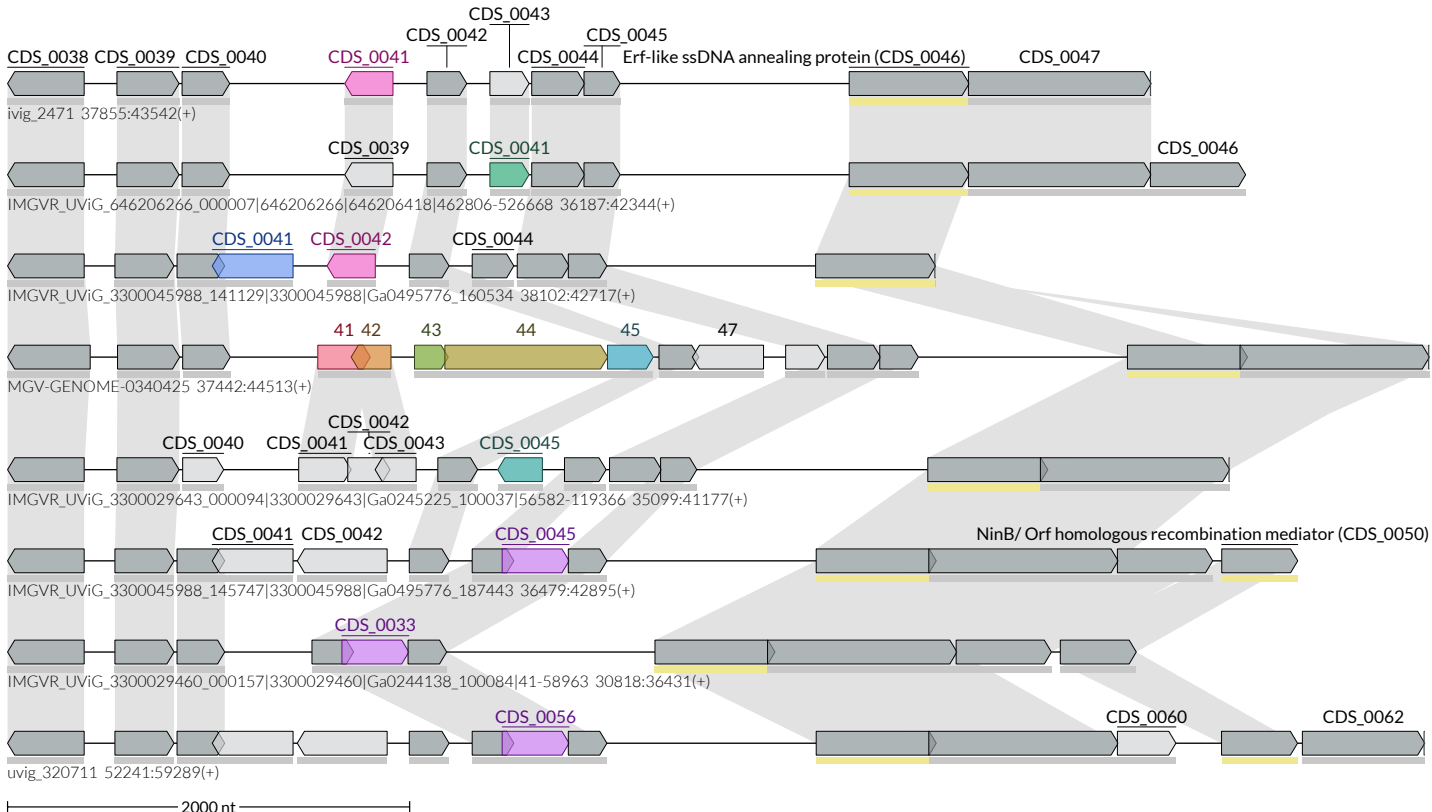 CDS_0043
CDS_0042 CDS_0045
CDS_0038 CDS_0039 CDS_0040 CDS_0041 CDS_0044 Erf-like ssDNA annealing protein (CDS_0046) CDS_0047
ivig_2471 37855:43542(+)
CDS_0039 CDS_0041 CDS_0046
IMGVR_UViG_646206266_000007|646206266|646206418|462806-526668 36187:42344(+)
CDS_0041 CDS_0042 CDS_0044
IMGVR_UViG_3300045988_141129|3300045988|Ga0495776_160534 38102:42717(+)
41 42 43 44 45 47
MGV-GENOME-0340425 37442:44513(+)
CDS_0042
CDS_0040 CDS_0041 CDS_0043 CDS_0045
IMGVR_UViG_3300029643_000094|3300029643|Ga0245225_100037|56582-119366 35099:41177(+)
CDS_0041 CDS_0042 CDS_0045 NinB/ Orf homologous recombination mediator (CDS_0050)
IMGVR_UViG_3300045988_145747|3300045988|Ga0495776_187443 36479:42895(+)
CDS_0033
IMGVR_UViG_3300029460_000157|3300029460|Ga0244138_100084|41-58963 30818:36431(+)
CDS_0056 CDS_0060 CDS_0062
uvig_320711 52241:59289(+)
2000 nt